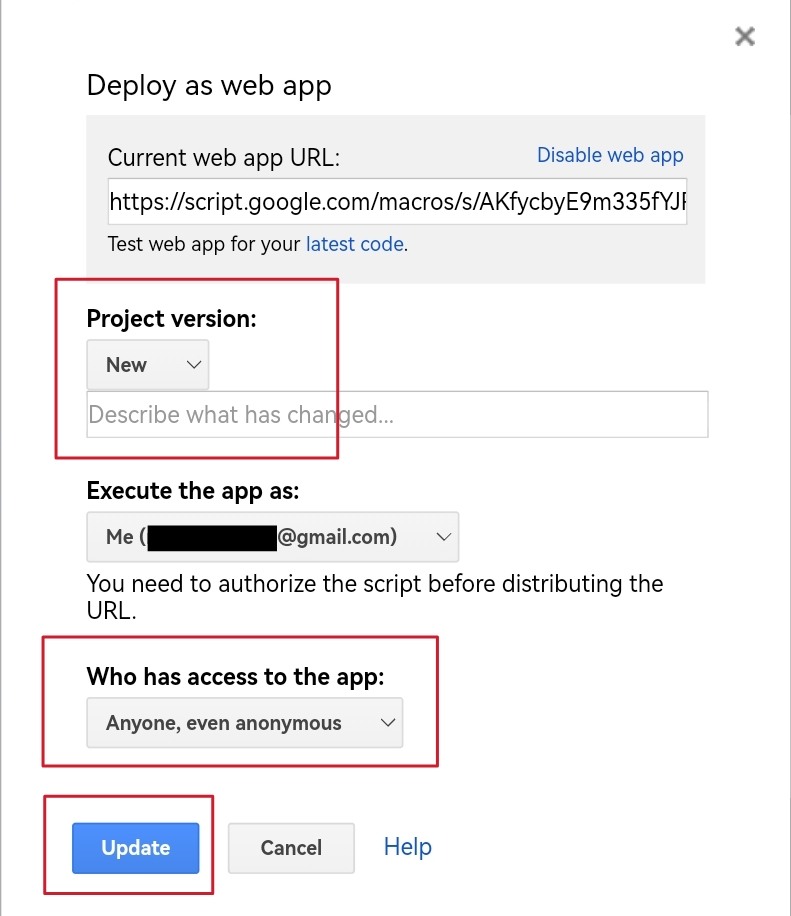 Deploy as web app
Current web app URL:
Disable web app
https://script.google.com/macros/s/AKfycbyE9m335fYJF
Test web app for your latest code.
Project version:
New
Describe what has changed...
Execute the app as:
Me (@gmail.com)
You need to authorize the script before distributing the
URL.
Who has access to the app:
Anyone, even anonymous
Update
Cancel
Help